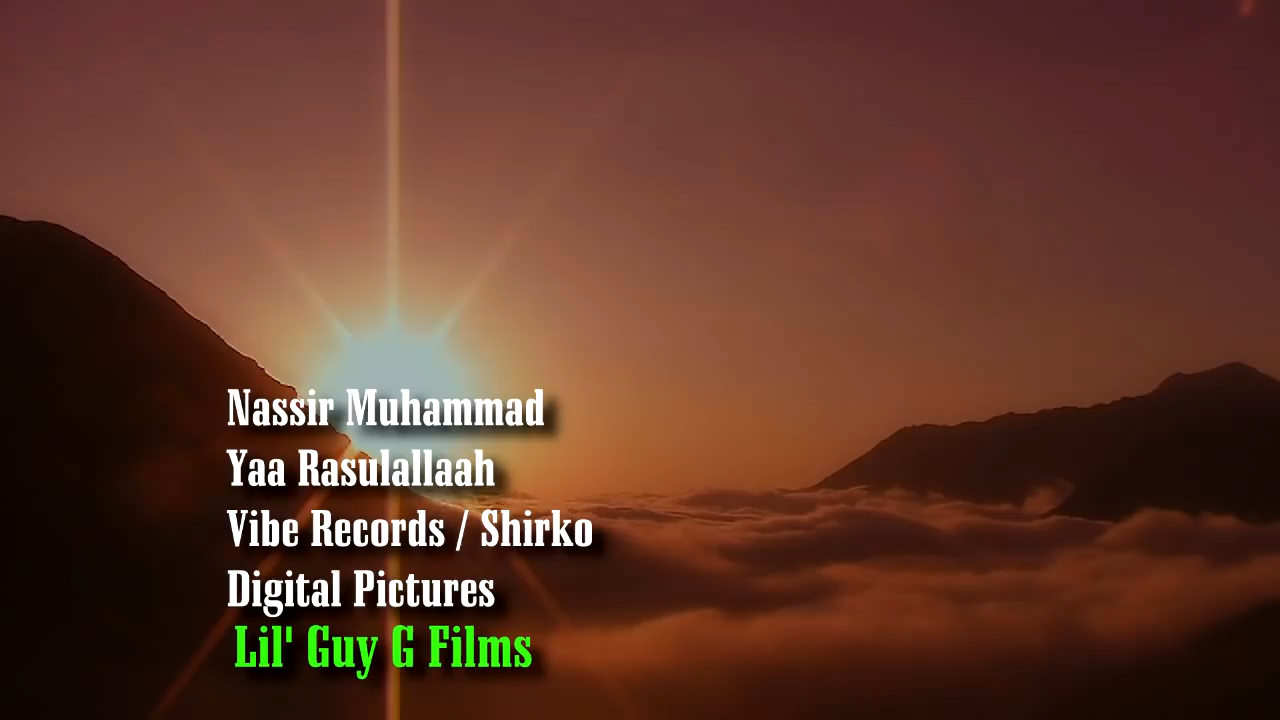 Nassir Muhammad
Yaa Rasulallaah
Vibe Records / Shirko
Digital Pictures
Lil' Guy G Films